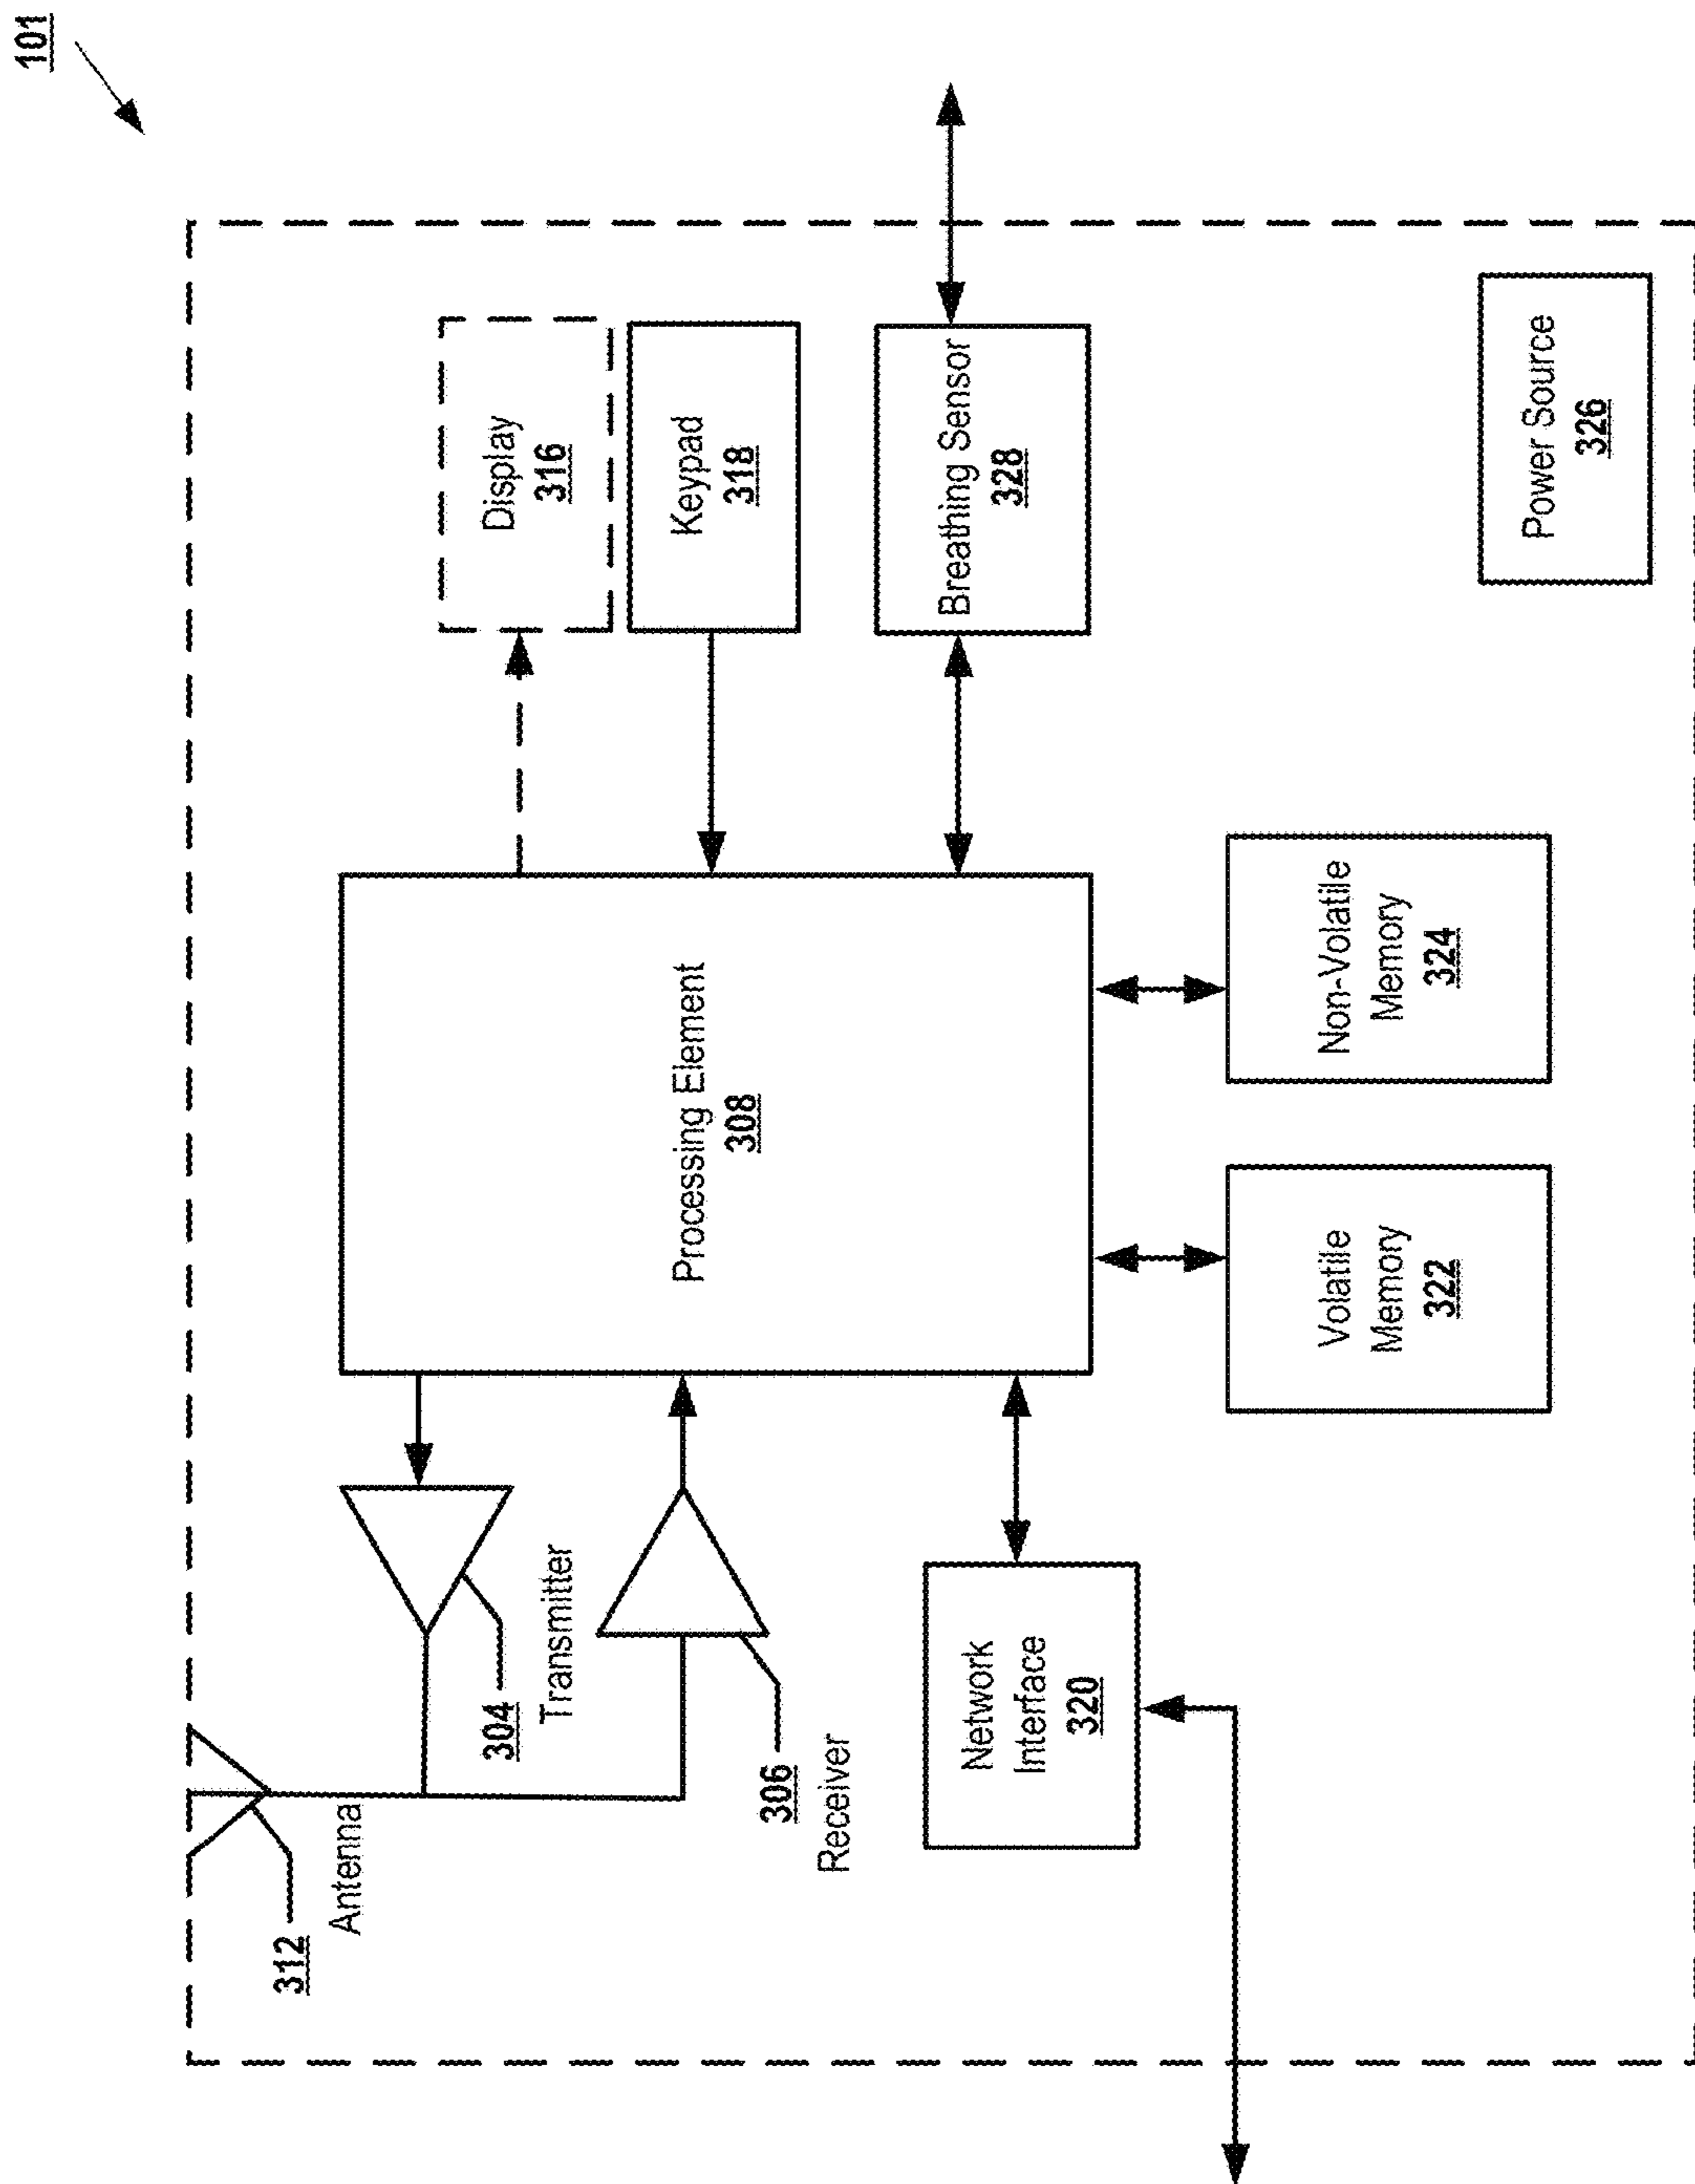 101
312
Antenna
304
Transmitter
306
Receiver
Network
Interface
320
Processing Element
308
Volatile
Memory
322
Non-Volatile
Memory
324
Display
316
Keypad
318
Breathing Sensor
328
Power Source
326